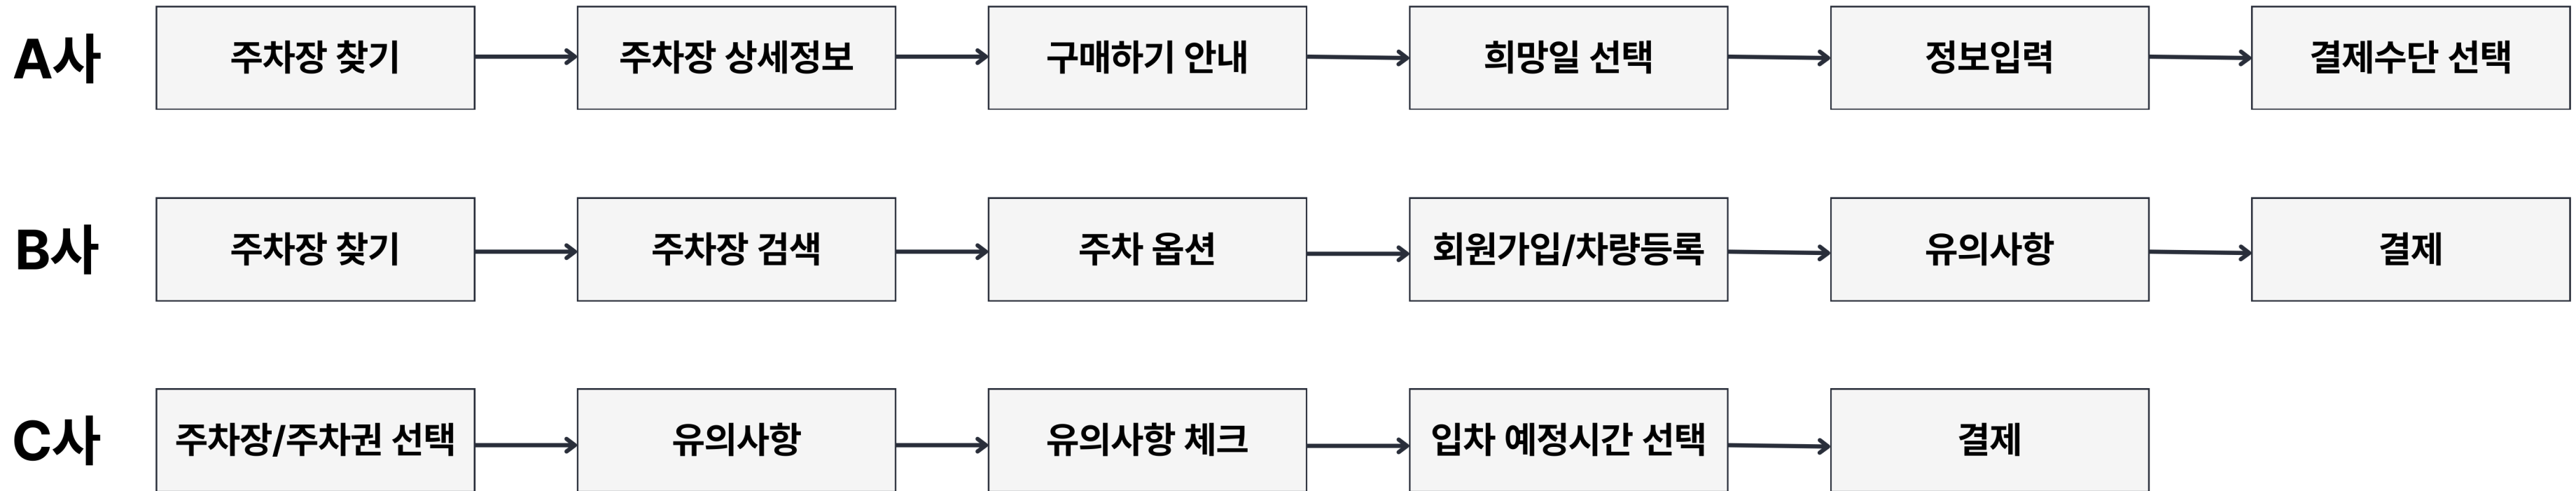 A사 주차장 찾기 주차장 상세정보 구매하기 안내 희망일 선택 정보입력 결제수단 선택
B사 주차장 찾기 주차장 검색 주차 옵션 회원가입/차량등록 유의사항 결제
C사 주차장/주차권 선택 유의사항 유의사항 체크 입차 예정시간 선택 결제